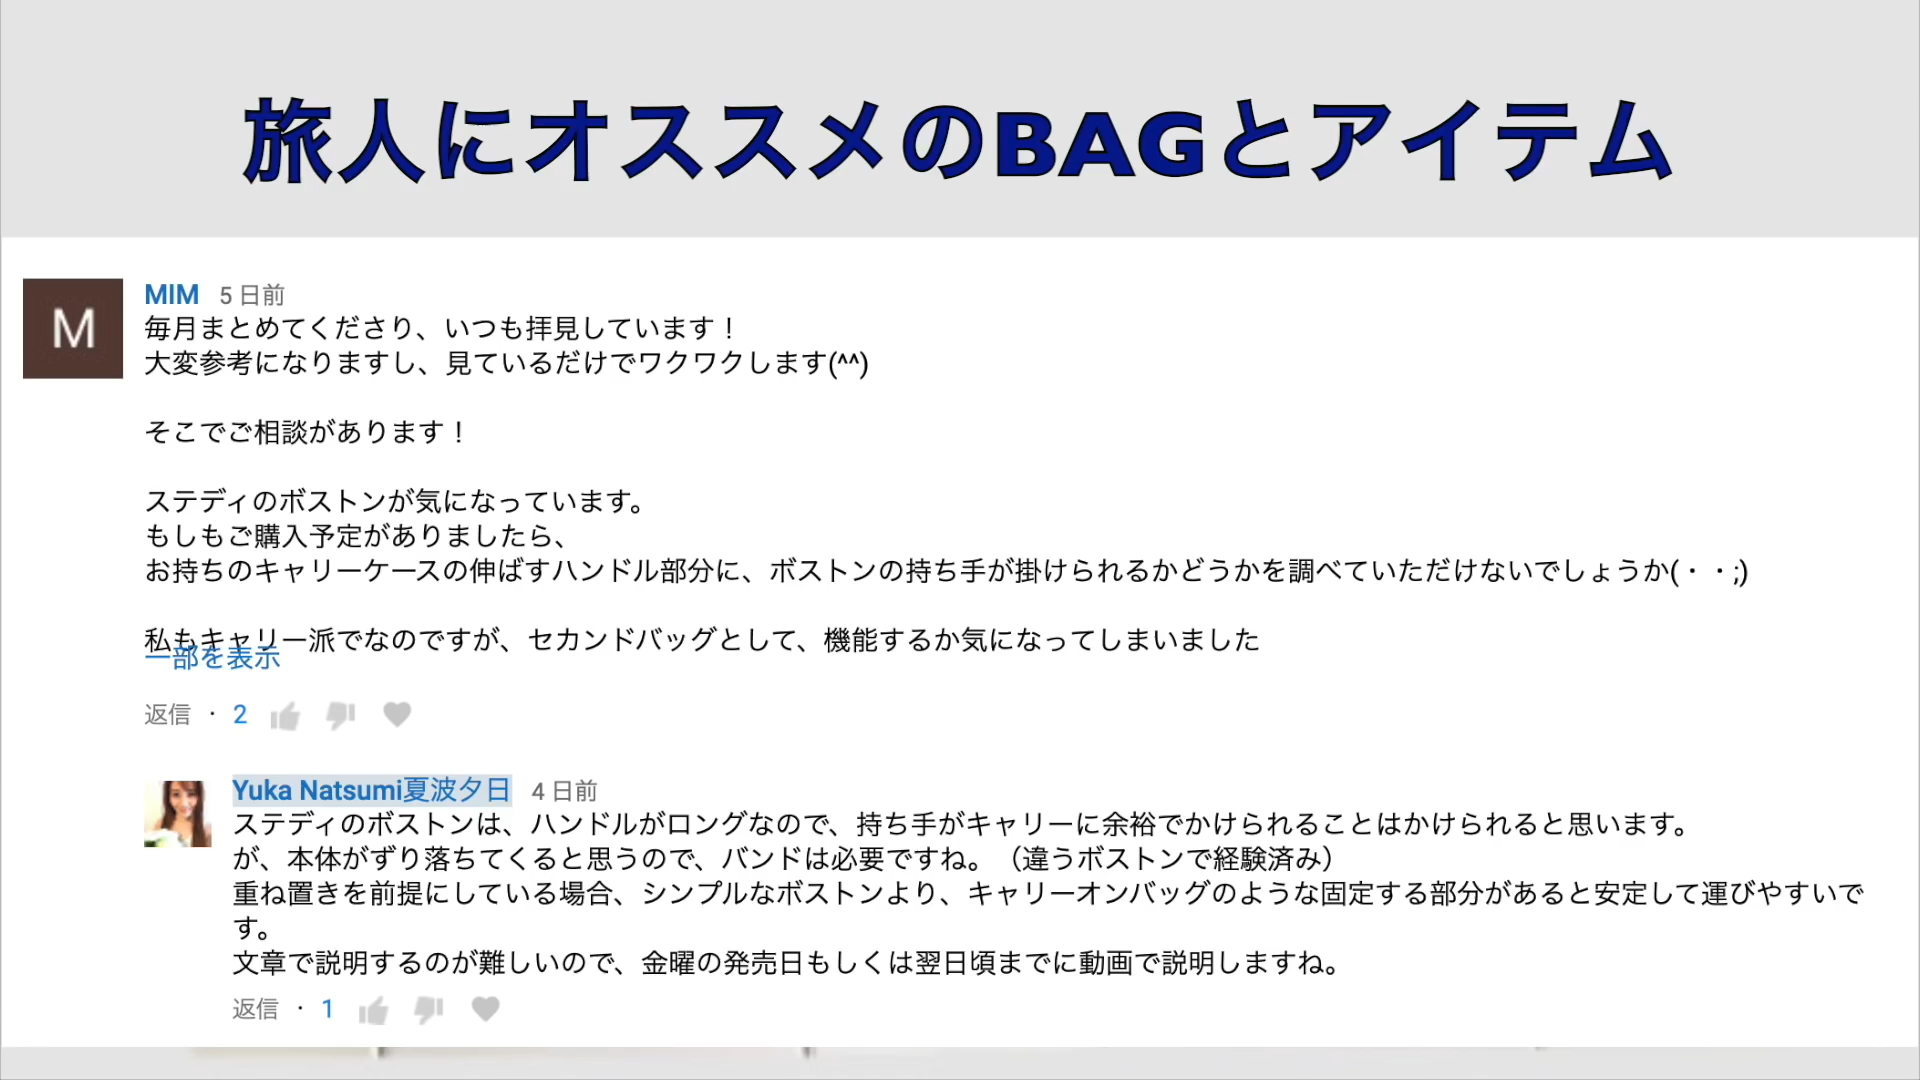 旅人にオススメのBAGとアイテム
M
MIM 5 日前
毎月まとめてくださり、いつも拝見しています！
大変参考になりますし、見ているだけでワクワクします(^^)
そこでご相談があります！
ステディのボストンが気になっています。
もしもご購入予定がありましたら、
お持ちのキャリーケースの伸ばすハンドル部分に、ボストンの持ち手が掛けられるかどうかを調べていただけないでしょうか(・・;)
私もキャリー派でなのですが、セカンドバッグとして、機能するか気になってしまいました
一部を表示
返信 · 2
Yuka Natsumi夏波夕日 4 日前
ステディのボストンは、ハンドルがロングなので、持ち手がキャリーに余裕でかけられることはかけられると思います。
が、本体がずり落ちてくると思うので、バンドは必要ですね。（違うボストンで経験済み）
重ね置きを前提にしている場合、シンプルなボストンより、キャリーオンバッグのような固定する部分があると安定して運びやすいで
す。
文章で説明するのが難しいので、金曜の発売日もしくは翌日頃までに動画で説明しますね。
返信 · 1